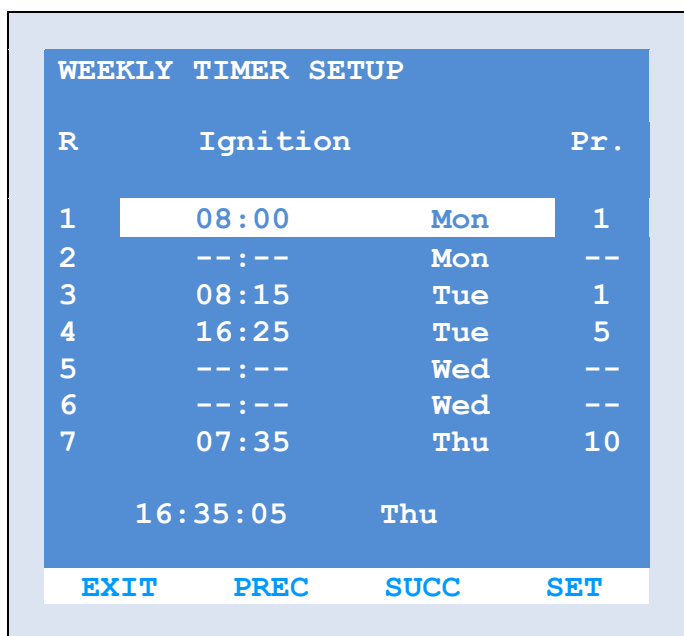 WEEKLY TIMER SETUP
R Ignition Pr.
1 08:00 Mon 1
2 --:-- Mon --
3 08:15 Tue 1
4 16:25 Tue 5
5 --:-- Wed --
6 --:-- Wed --
7 07:35 Thu 10
16:35:05 Thu
EXIT PREC SUCC SET